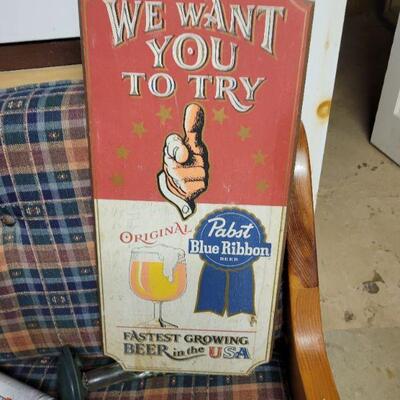 WE WANT
YOU
TO TRY
ORIGINAL
Pabst
Blue Ribbon
BEER
FASTEST GROWING
BEER in the USA